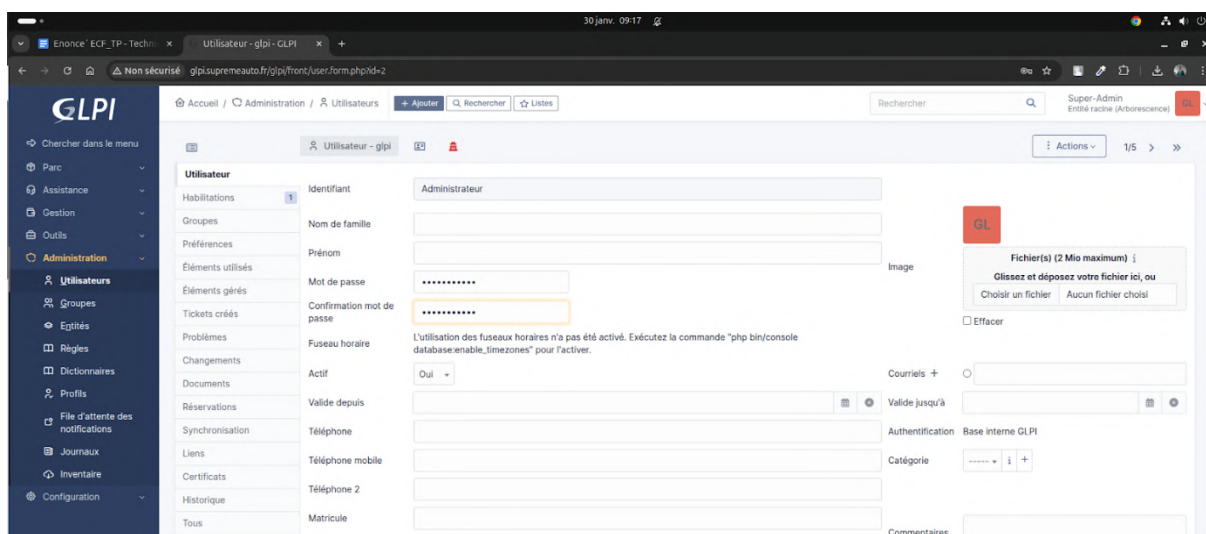 30 janv. 09:17
Enonce´ ECF_TP - Techni
Utilisateur - glpi - GLPI
Non sécurisé
glpi.supremeauto.fr/glpi/front/user.form.php?id=2
GLPI
Accueil / Administration / Utilisateurs
+ Ajouter
Rechercher
Listes
Rechercher
Super-Admin
Entité racine (Arborescence)
GL
Chercher dans le menu
Parc
Assistance
Gestion
Outils
Administration
Utilisateurs
Groupes
Entités
Règles
Dictionnaires
Profils
File d'attente des
notifications
Journaux
Inventaire
Configuration
Utilisateur - glpi
Actions
1/5
Utilisateur
Habilitations 1
Groupes
Préférences
Éléments utilisés
Éléments gérés
Tickets créés
Problèmes
Changements
Documents
Réservations
Synchronisation
Liens
Certificats
Historique
Tous
Identifiant
Administrateur
Nom de famille
Prénom
Mot de passe
•••••••••••
Confirmation mot de
passe
•••••••••••
Fuseau horaire
L'utilisation des fuseaux horaires n'a pas été activé. Exécutez la commande "php bin/console
database:enable_timezones" pour l'activer.
Actif
Oui
Valide depuis
Téléphone
Téléphone mobile
Téléphone 2
Matricule
Image
GL
Fichier(s) (2 Mio maximum) i
Glissez et déposez votre fichier ici, ou
Choisir un fichier
Aucun fichier choisi
Effacer
Courriels +
Valide jusqu'à
Authentification
Base interne GLPI
Catégorie
-----
i
+
Commentaires